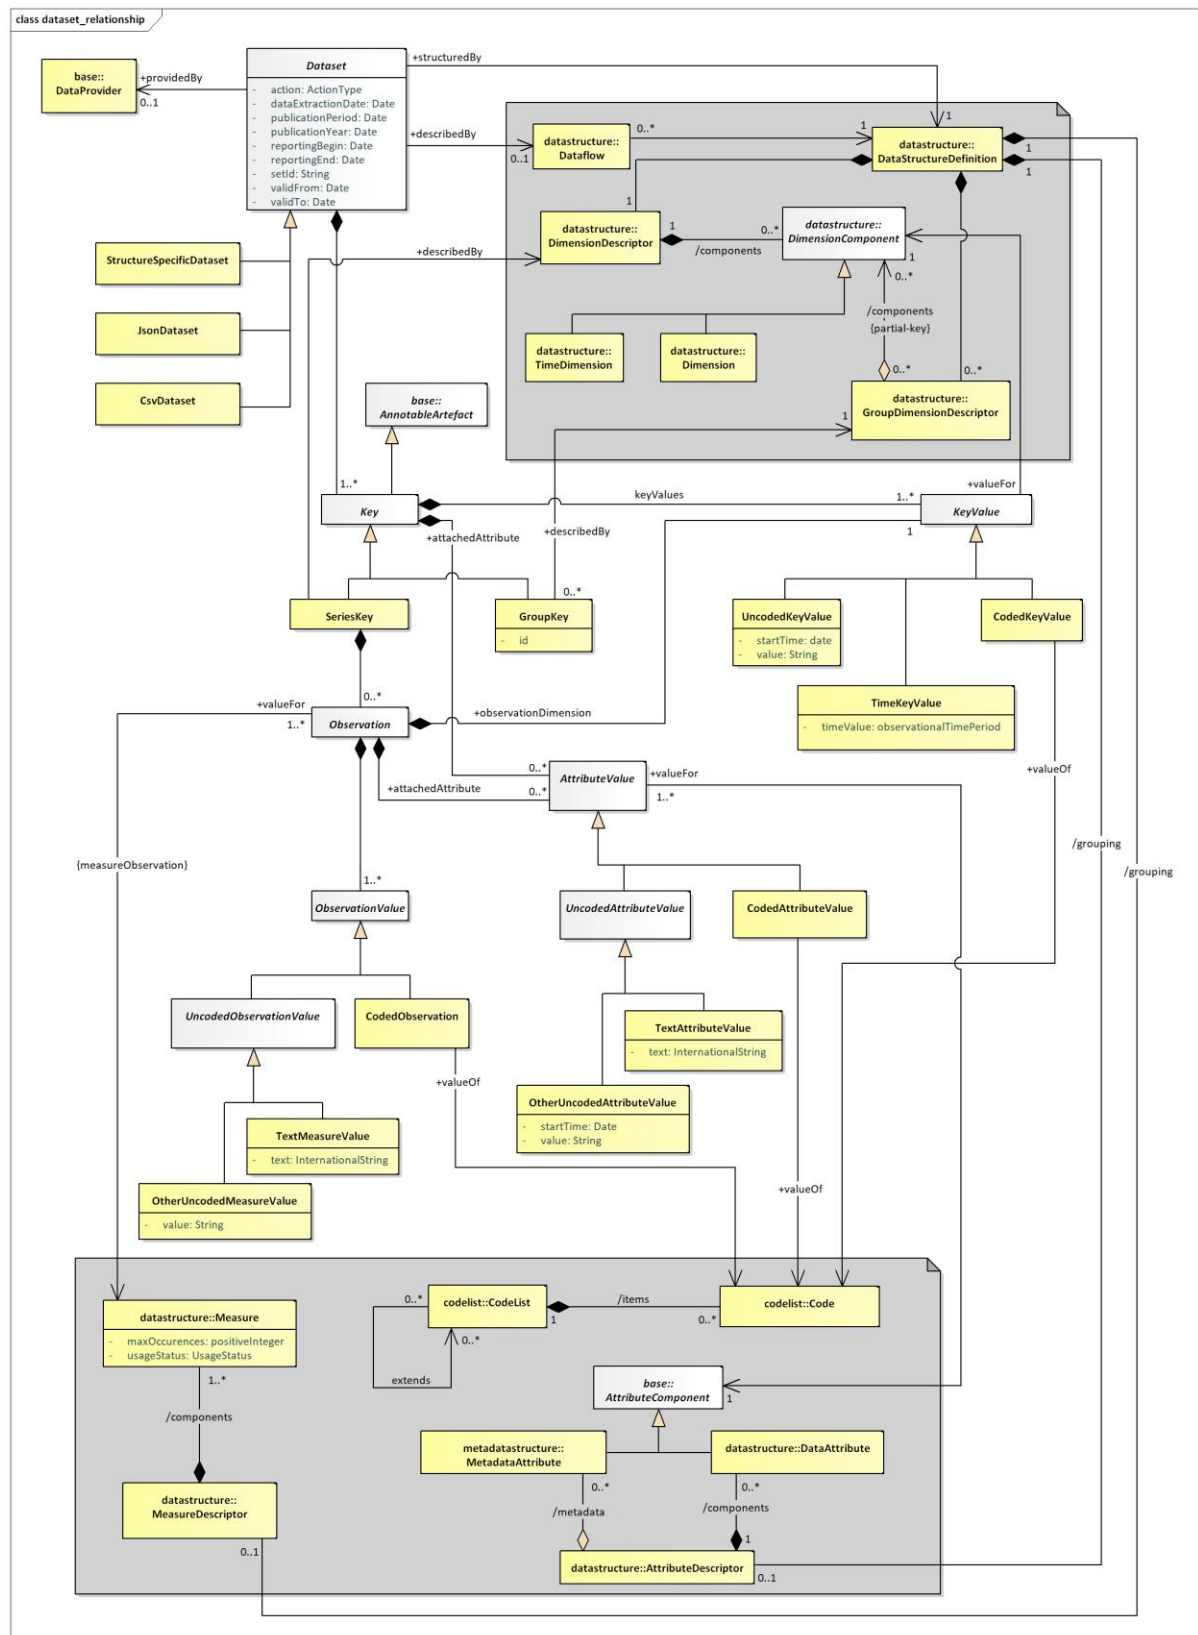 class dataset_relationship
base::
DataProvider
+providedBy
0..1
Dataset
- action: ActionType
- dataExtractionDate: Date
- publicationPeriod: Date
- publicationYear: Date
- reportingBegin: Date
- reportingEnd: Date
- setId: String
- validFrom: Date
- validTo: Date
+structuredBy
1
+describedBy
0..1
datastructure::
Dataflow
0..*
1
datastructure::
DataStructureDefinition
1
1
1
datastructure::
DimensionDescriptor
1
/components
0..*
datastructure::
DimensionComponent
1
0..*
/components
{partial-key}
+describedBy
StructureSpecificDataset
JsonDataset
CsvDataset
datastructure::
TimeDimension
datastructure::
Dimension
0..*
0..*
datastructure::
GroupDimensionDescriptor
1
base::
AnnotableArtefact
1..*
Key
keyValues
1..*
+valueFor
KeyValue
1
+attachedAttribute
+describedBy
0..*
SeriesKey
GroupKey
- id
UncodedKeyValue
- startTime: date
- value: String
CodedKeyValue
TimeKeyValue
- timeValue: observationalTimePeriod
+valueFor
1..*
0..*
Observation
+observationDimension
+attachedAttribute
0..*
0..*
AttributeValue
+valueFor
1..*
+valueOf
{measureObservation}
/grouping
/grouping
1..*
ObservationValue
UncodedAttributeValue
CodedAttributeValue
UncodedObservationValue
CodedObservation
TextAttributeValue
- text: InternationalString
+valueOf
OtherUncodedAttributeValue
- startTime: Date
- value: String
TextMeasureValue
- text: InternationalString
OtherUncodedMeasureValue
- value: String
+valueOf
datastructure::Measure
- maxOccurences: positiveInteger
- usageStatus: UsageStatus
1..*
0..*
codelist::CodeList
0..*
extends
1
/items
0..*
codelist::Code
base::
AttributeComponent
1
/components
metadatastructure::
MetadataAttribute
0..*
datastructure::DataAttribute
0..*
/metadata
/components
1
datastructure::
MeasureDescriptor
0..1
datastructure::AttributeDescriptor
0..1